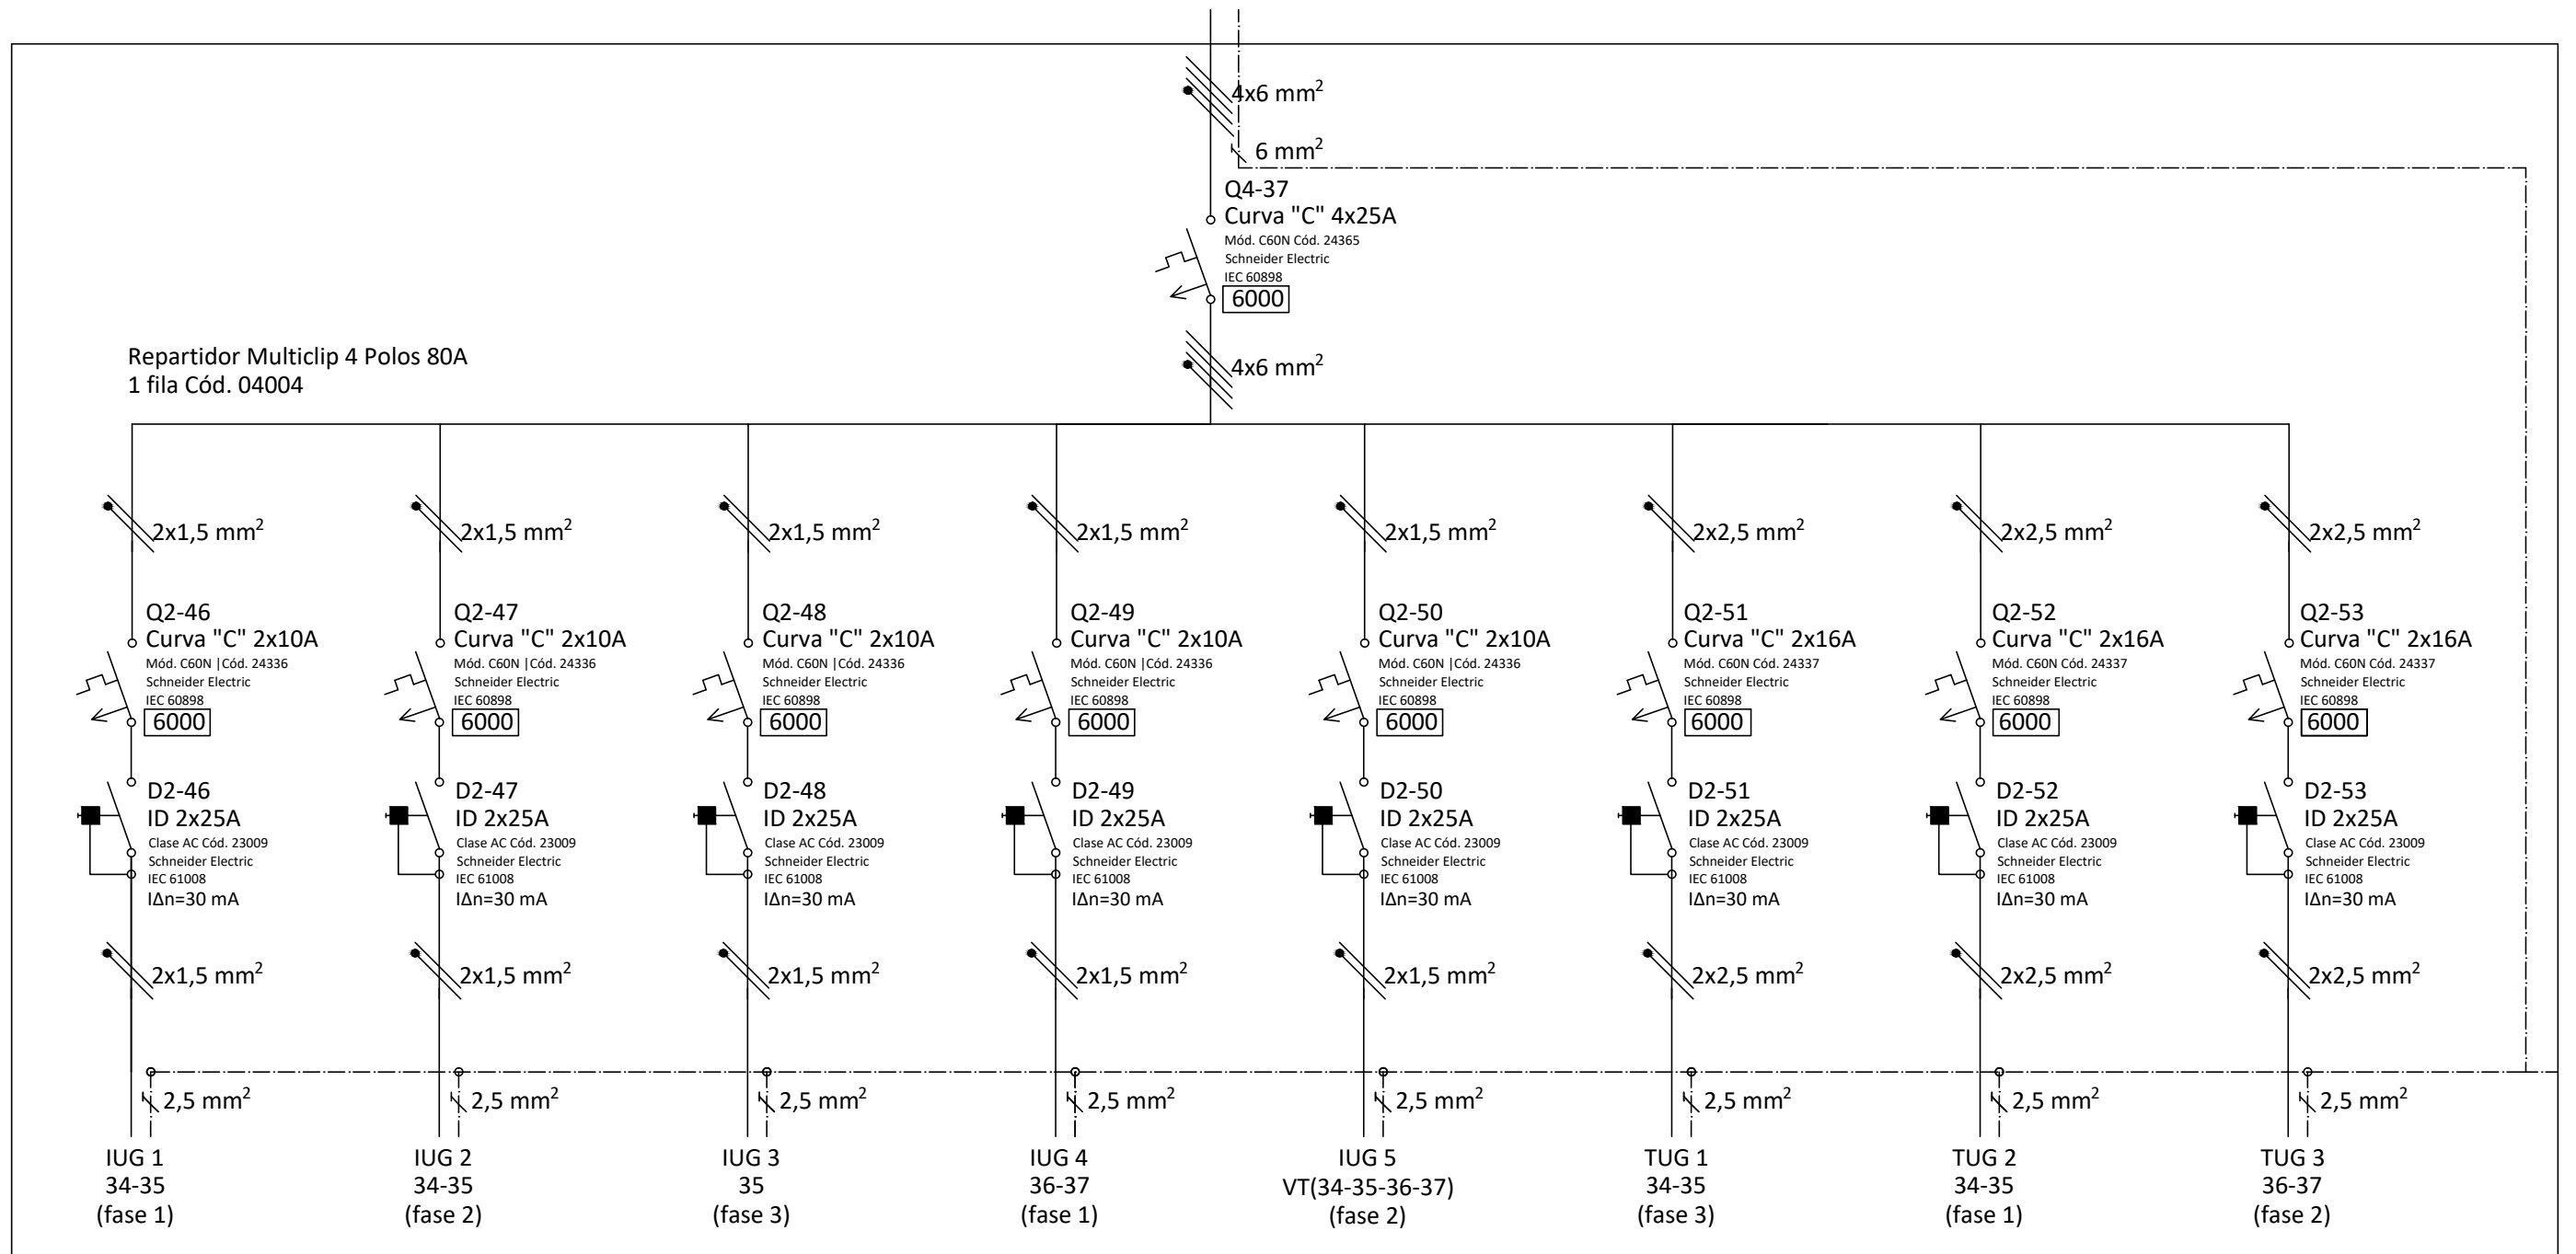 4x6 mm²
6 mm²
Q4-37
Curva "C" 4x25A
Mód. C60N Cód. 24365
Schneider Electric
IEC 60898
6000
Repartidor Multiclip 4 Polos 80A
1 fila Cód. 04004
4x6 mm²
2x1,5 mm² 2x1,5 mm² 2x1,5 mm² 2x1,5 mm² 2x1,5 mm² 2x2,5 mm² 2x2,5 mm² 2x2,5 mm²
Q2-46
Curva "C" 2x10A
Mód. C60N |Cód. 24336
Schneider Electric
IEC 60898
6000
Q2-47
Curva "C" 2x10A
Mód. C60N |Cód. 24336
Schneider Electric
IEC 60898
6000
Q2-48
Curva "C" 2x10A
Mód. C60N |Cód. 24336
Schneider Electric
IEC 60898
6000
Q2-49
Curva "C" 2x10A
Mód. C60N |Cód. 24336
Schneider Electric
IEC 60898
6000
Q2-50
Curva "C" 2x10A
Mód. C60N |Cód. 24336
Schneider Electric
IEC 60898
6000
Q2-51
Curva "C" 2x16A
Mód. C60N Cód. 24337
Schneider Electric
IEC 60898
6000
Q2-52
Curva "C" 2x16A
Mód. C60N Cód. 24337
Schneider Electric
IEC 60898
6000
Q2-53
Curva "C" 2x16A
Mód. C60N Cód. 24337
Schneider Electric
IEC 60898
6000
D2-46
ID 2x25A
Clase AC Cód. 23009
Schneider Electric
IEC 61008
IΔn=30 mA
D2-47
ID 2x25A
Clase AC Cód. 23009
Schneider Electric
IEC 61008
IΔn=30 mA
D2-48
ID 2x25A
Clase AC Cód. 23009
Schneider Electric
IEC 61008
IΔn=30 mA
D2-49
ID 2x25A
Clase AC Cód. 23009
Schneider Electric
IEC 61008
IΔn=30 mA
D2-50
ID 2x25A
Clase AC Cód. 23009
Schneider Electric
IEC 61008
IΔn=30 mA
D2-51
ID 2x25A
Clase AC Cód. 23009
Schneider Electric
IEC 61008
IΔn=30 mA
D2-52
ID 2x25A
Clase AC Cód. 23009
Schneider Electric
IEC 61008
IΔn=30 mA
D2-53
ID 2x25A
Clase AC Cód. 23009
Schneider Electric
IEC 61008
IΔn=30 mA
2x1,5 mm² 2x1,5 mm² 2x1,5 mm² 2x1,5 mm² 2x1,5 mm² 2x2,5 mm² 2x2,5 mm² 2x2,5 mm²
2,5 mm² 2,5 mm² 2,5 mm² 2,5 mm² 2,5 mm² 2,5 mm² 2,5 mm² 2,5 mm²
IUG 1
34-35
(fase 1)
IUG 2
34-35
(fase 2)
IUG 3
35
(fase 3)
IUG 4
36-37
(fase 1)
IUG 5
VT(34-35-36-37)
(fase 2)
TUG 1
34-35
(fase 3)
TUG 2
34-35
(fase 1)
TUG 3
36-37
(fase 2)